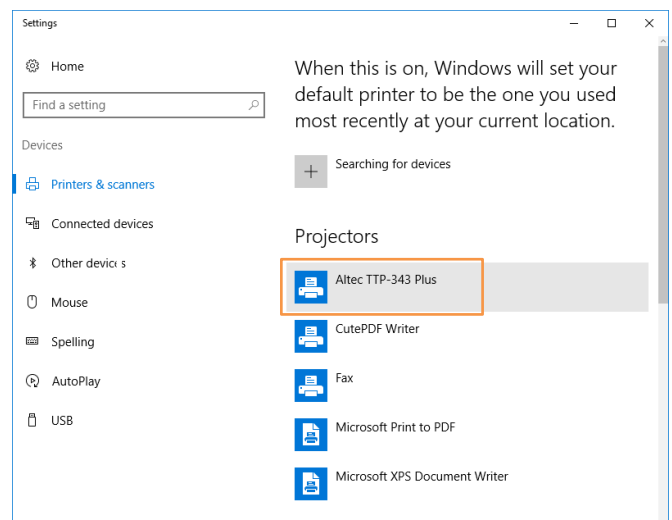 Settings
Home
Find a setting
Devices
Printers & scanners
Connected devices
Other devices
Mouse
Spelling
AutoPlay
USB
When this is on, Windows will set your
default printer to be the one you used
most recently at your current location.
Searching for devices
Projectors
Altec TTP-343 Plus
CutePDF Writer
Fax
Microsoft Print to PDF
Microsoft XPS Document Writer